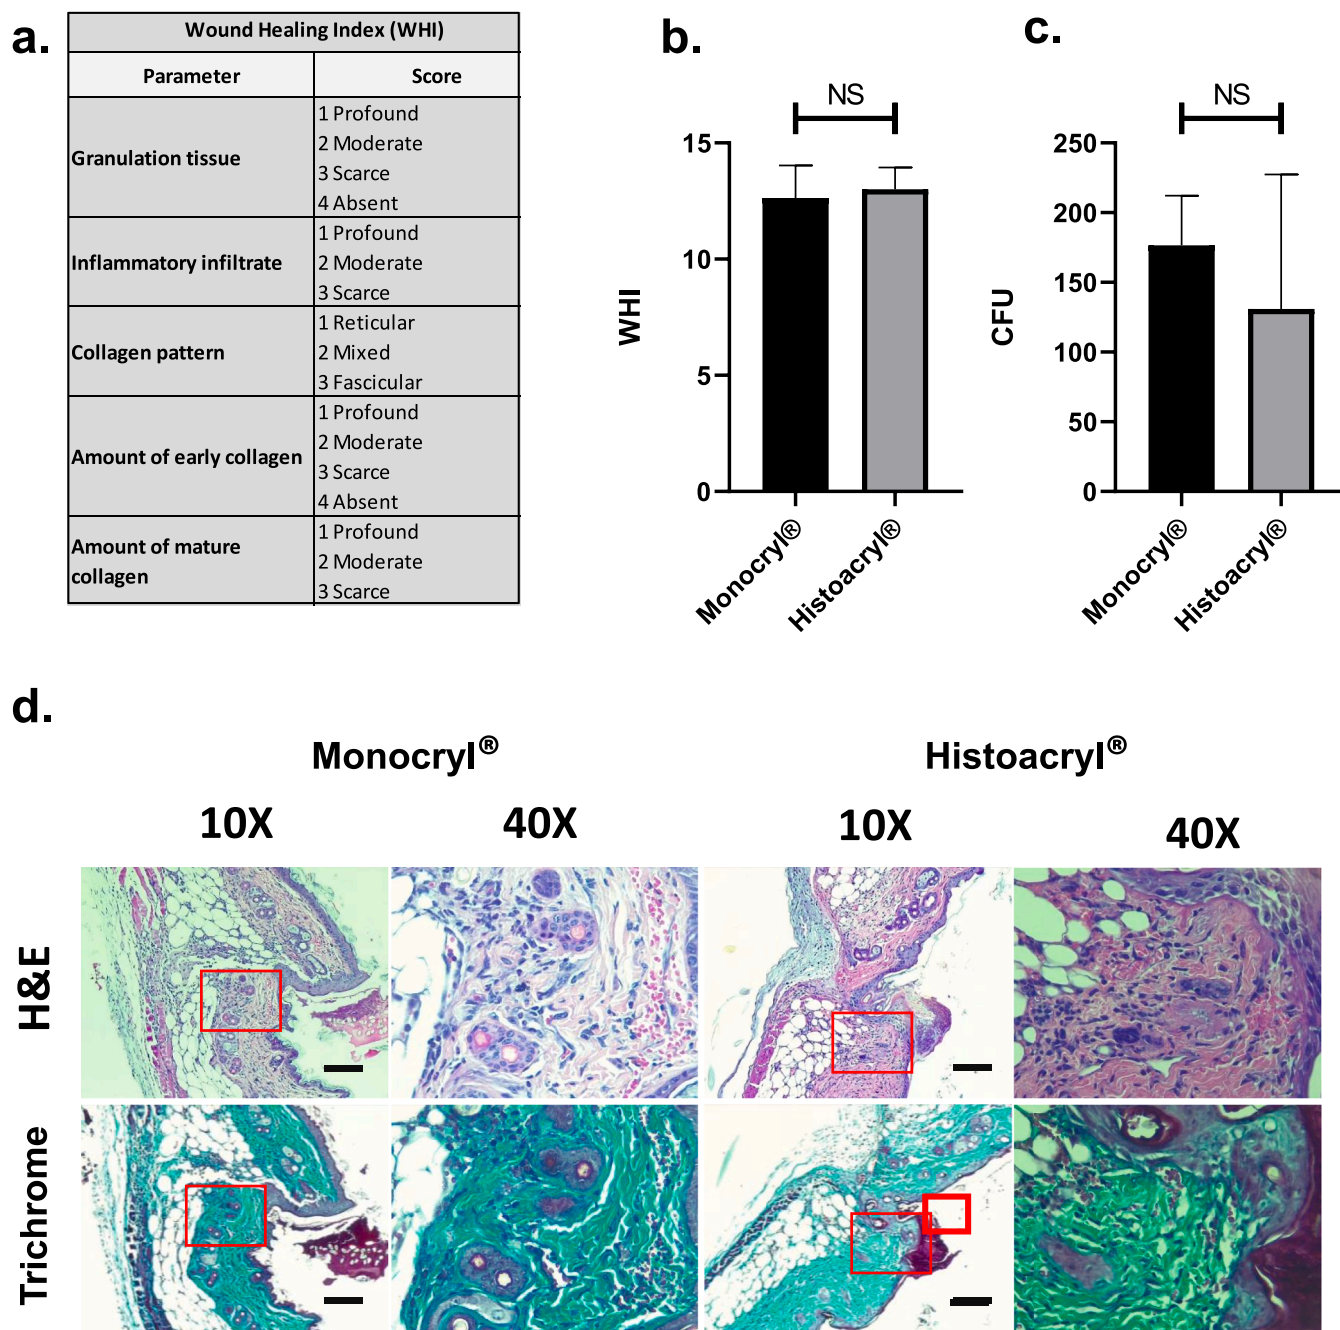 a.
Wound Healing Index (WHI)
Parameter Score
Granulation tissue
1 Profound
2 Moderate
3 Scarce
4 Absent
Inflammatory infiltrate
1 Profound
2 Moderate
3 Scarce
Collagen pattern
1 Reticular
2 Mixed
3 Fascicular
Amount of early collagen
1 Profound
2 Moderate
3 Scarce
4 Absent
Amount of mature
collagen
1 Profound
2 Moderate
3 Scarce
b.
NS
WHI
15
10
5
0
Monocryl®
Histoacryl®
c.
NS
CFU
250
200
150
100
50
0
Monocryl®
Histoacryl®
d.
Monocryl® Histoacryl®
10X 40X 10X 40X
H&E
Trichrome